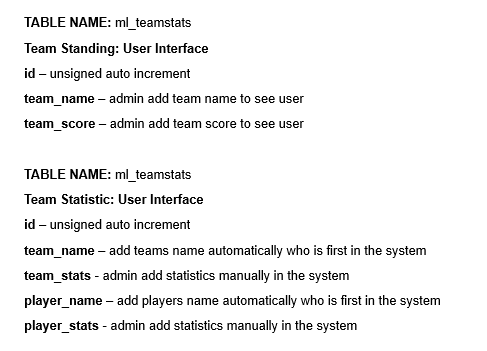 TABLE NAME: ml_teamstats
Team Standing: User Interface
id – unsigned auto increment
team_name – admin add team name to see user
team_score – admin add team score to see user
TABLE NAME: ml_teamstats
Team Statistic: User Interface
id – unsigned auto increment
team_name – add teams name automatically who is first in the system
team_stats - admin add statistics manually in the system
player_name – add players name automatically who is first in the system
player_stats - admin add statistics manually in the system